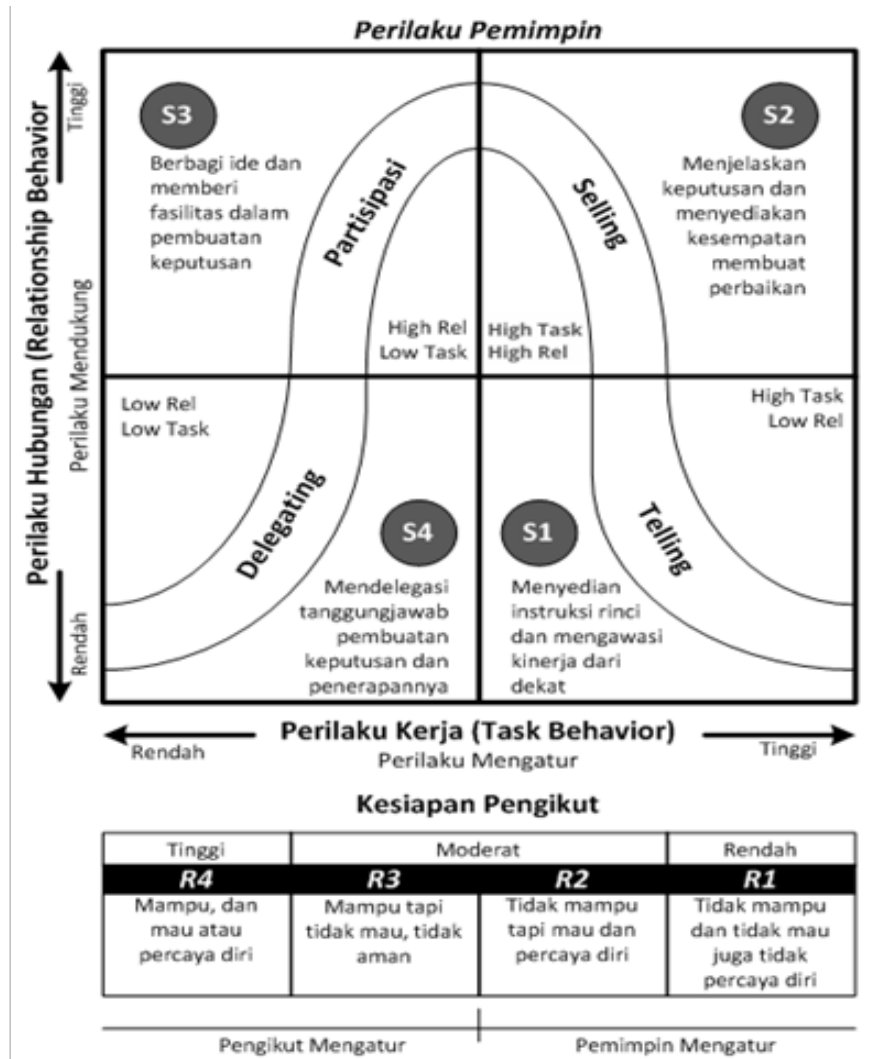 Perilaku Pemimpin
Perilaku Hubungan (Relationship Behavior
Perilaku Mendukung
Tinggi
Rendah
S3
Berbagi ide dan
memberi
fasilitas dalam
pembuatan
keputusan
Partisipasi
High Rel
Low Task
S2
Menjelaskan
keputusan dan
menyediakan
kesempatan
membuat
perbaikan
Selling
High Task
High Rel
Low Rel
Low Task
Delegating
S4
Mendelegasi
tanggungjawab
pembuatan
keputusan dan
penerapannya
High Task
Low Rel
S1
Telling
Menyedian
instruksi rinci
dan mengawasi
kinerja dari
dekat
Rendah
Perilaku Kerja (Task Behavior)
Tinggi
Perilaku Mengatur
Kesiapan Pengikut
Tinggi Moderat Rendah
R4 R3 R2 R1
Mampu, dan
mau atau
percaya diri
Mampu tapi
tidak mau, tidak
aman
Tidak mampu
tapi mau dan
percaya diri
Tidak mampu
dan tidak mau
juga tidak
percaya diri
Pengikut Mengatur Pemimpin Mengatur